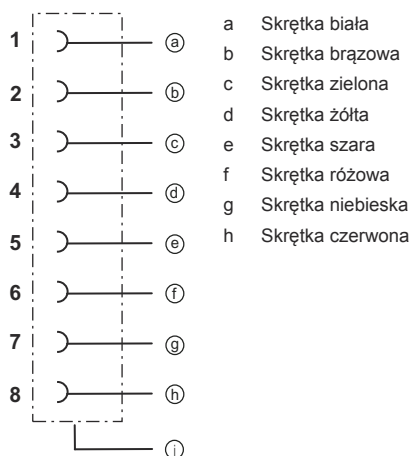 1 a
2 b
3 c
4 d
5 e
6 f
7 g
8 h
i
a Skrętka biała
b Skrętka brązowa
c Skrętka zielona
d Skrętka żółta
e Skrętka szara
f Skrętka różowa
g Skrętka niebieska
h Skrętka czerwona